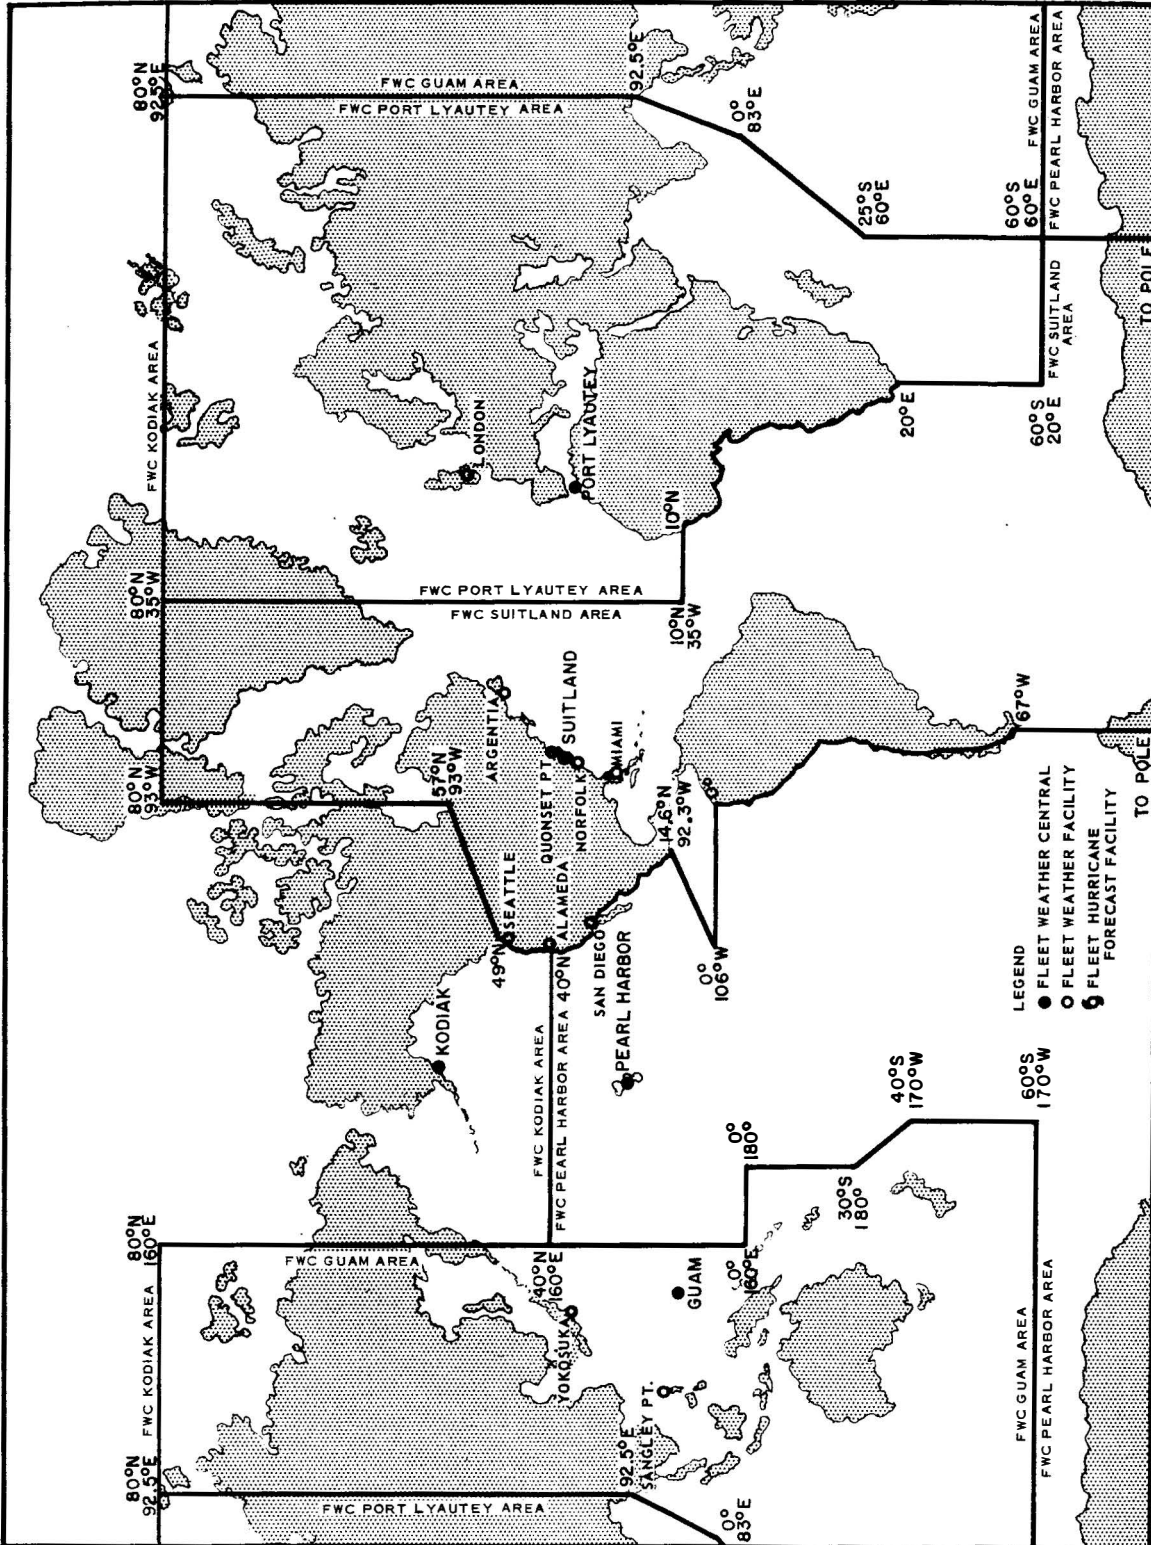 80°N
92.5°E
FWC KODIAK AREA
80°N
160°E
80°N
93°W
80°N
35°W
FWC KODIAK AREA
80°N
92.5°E
FWC PORT LYAUTEY AREA
FWC GUAM AREA
57°N
93°W
FWC SUITLAND AREA
FWC PORT LYAUTEY AREA
FWC PORT LYAUTEY AREA
FWC GUAM AREA
KODIAK
49°N
SEATTLE
ARGENTIA
LONDON
FWC KODIAK AREA
FWC PEARL HARBOR AREA
40°N
ALAMEDA
QUONSET PT.
SUITLAND
PORT LYAUTEY
40°N
160°E
YOKOSUKA
NORFOLK
SAN DIEGO
MIAMI
PEARL HARBOR
92.5°E
SANGLEY PT.
GUAM
14.6°N
92.3°W
10°N
35°W
10°N
92.5°E
0°
83°E
0°
160°E
0°
180°
0°
106°W
0°
0°
83°E
30°S
180°
40°S
170°W
20°E
25°S
60°E
67°W
FWC GUAM AREA
FWC PEARL HARBOR AREA
60°S
170°W
60°S
20°E
60°S
60°E
FWC SUITLAND
AREA
FWC GUAM AREA
FWC PEARL HARBOR AREA
LEGEND
FLEET WEATHER CENTRAL
FLEET WEATHER FACILITY
FLEET HURRICANE
FORECAST FACILITY
TO POLE
TO POLE